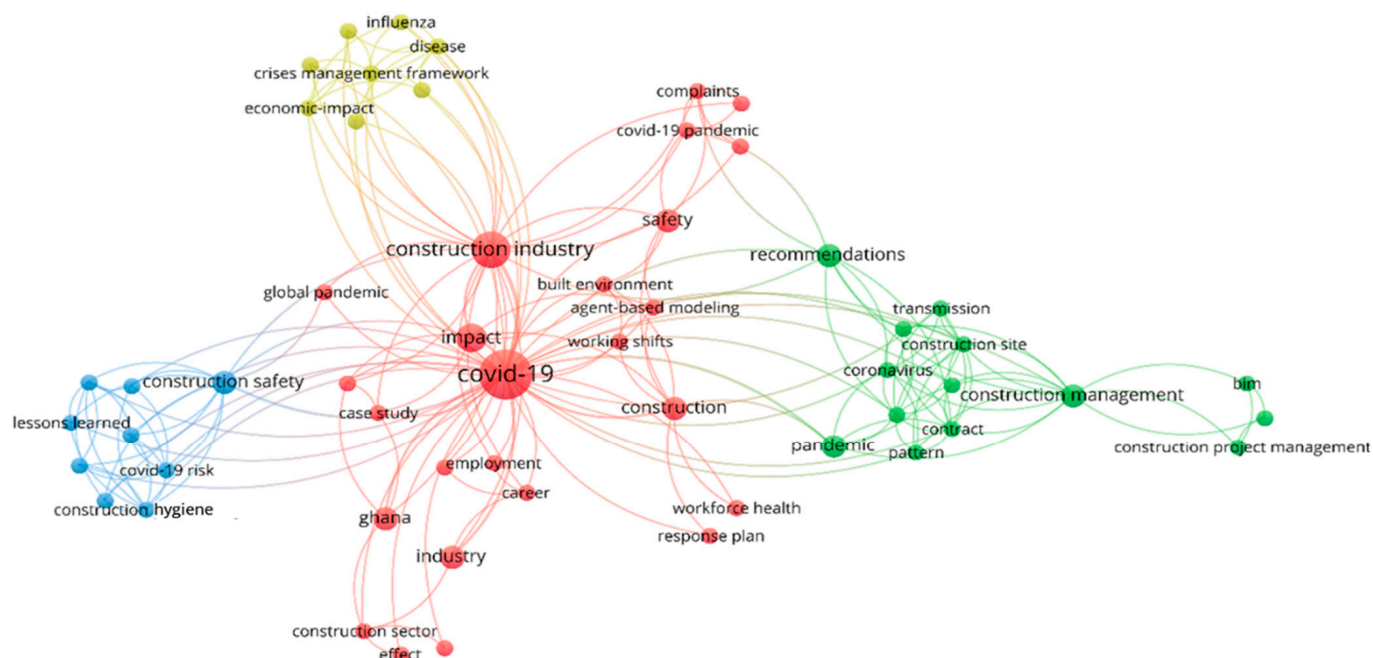 influenza
disease
crises management framework
economic-impact
complaints
covid-19 pandemic
safety
construction industry
recommendations
global pandemic
built environment
agent-based modeling
transmission
impact
working shifts
construction site
covid-19
coronavirus
construction safety
bim
construction management
case study
construction
lessons learned
contract
pandemic
pattern
construction project management
covid-19 risk
employment
career
construction hygiene
ghana
workforce health
response plan
industry
construction sector
effect